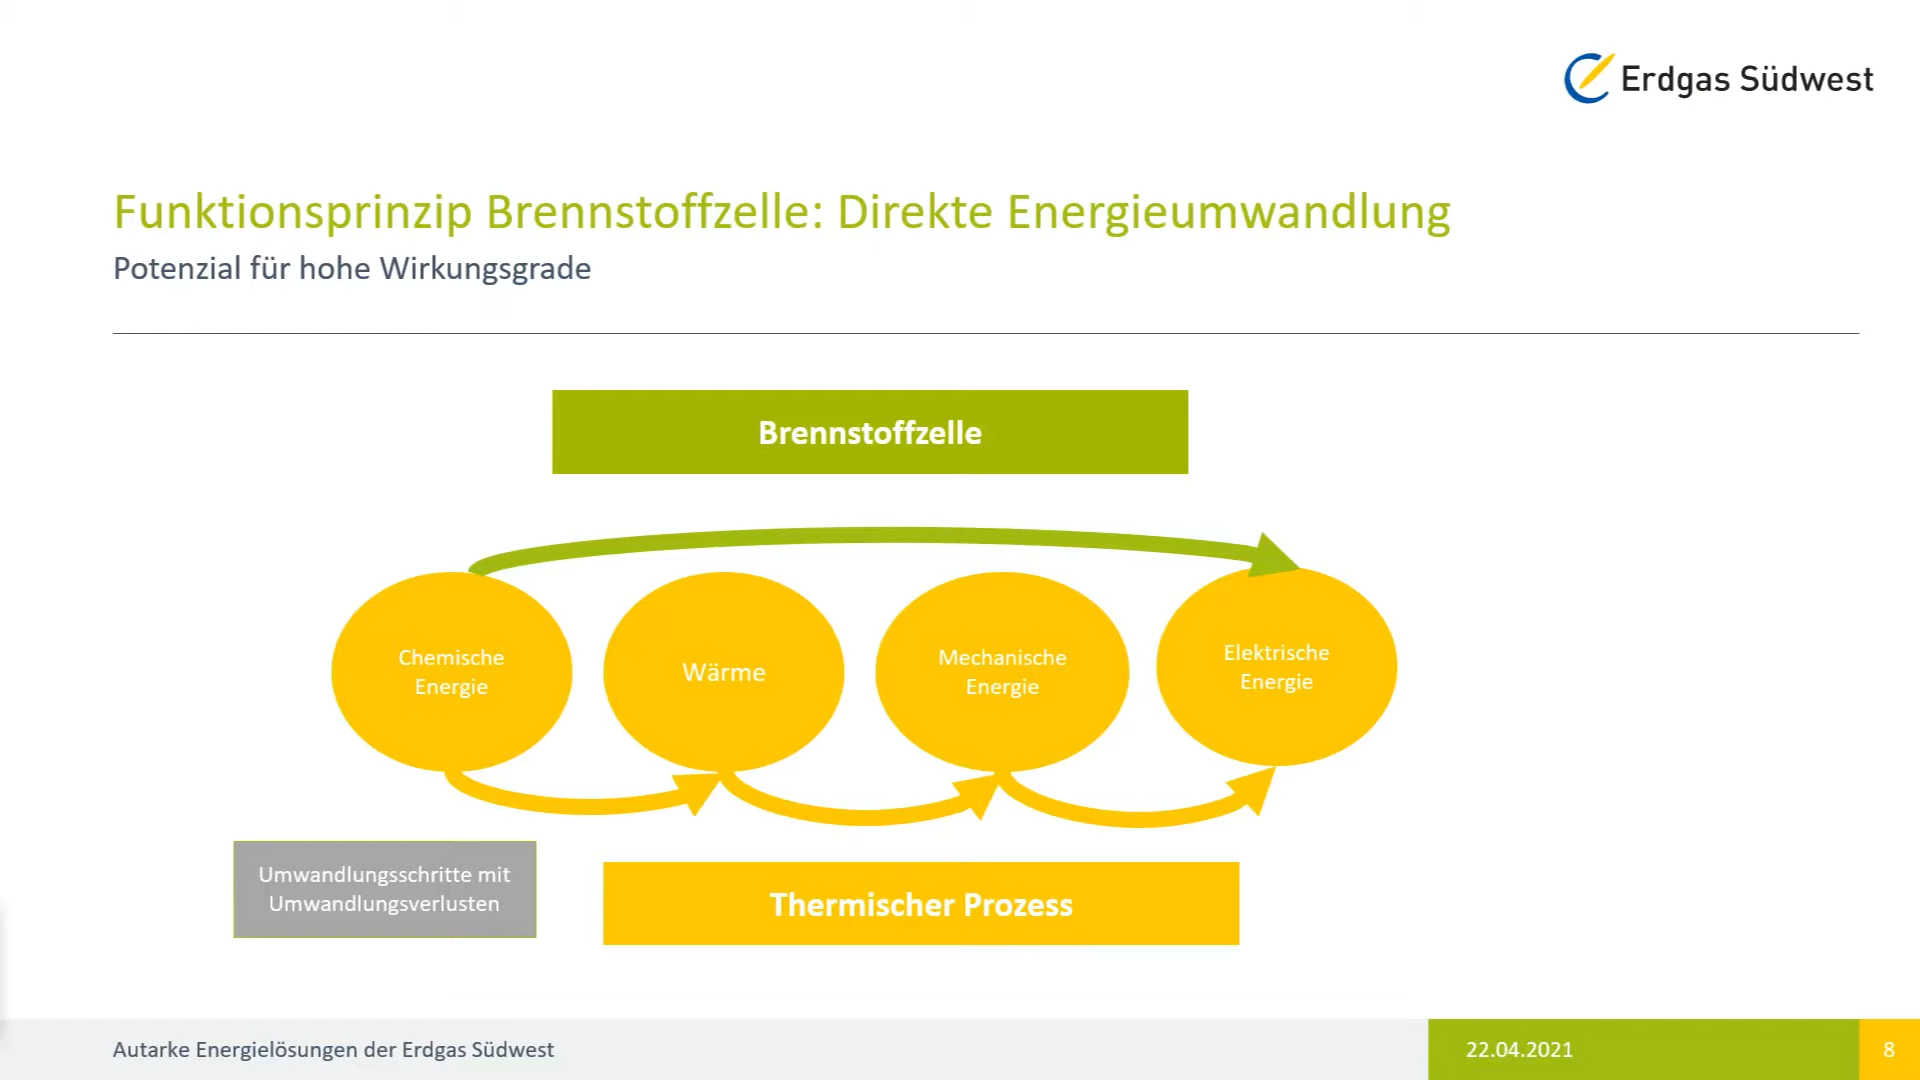 Erdgas Südwest
Funktionsprinzip Brennstoffzelle: Direkte Energieumwandlung
Potenzial für hohe Wirkungsgrade
Brennstoffzelle
Chemische
Energie
Wärme
Mechanische
Energie
Elektrische
Energie
Umwandlungsschritte mit
Umwandlungsverlusten
Thermischer Prozess
Autarke Energielösungen der Erdgas Südwest
22.04.2021
8